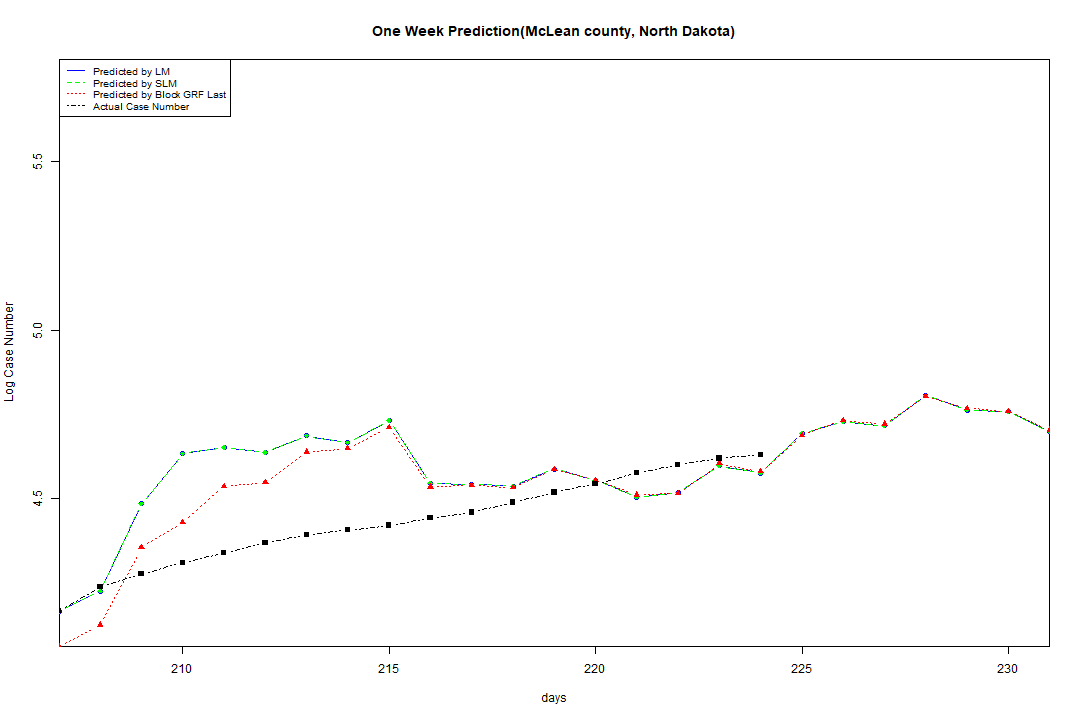 One Week Prediction(McLean county, North Dakota)
Predicted by LM
Predicted by SLM
Predicted by Block GRF Last
Actual Case Number
5.5
5.0
4.5
Log Case Number
210 215 220 225 230
days